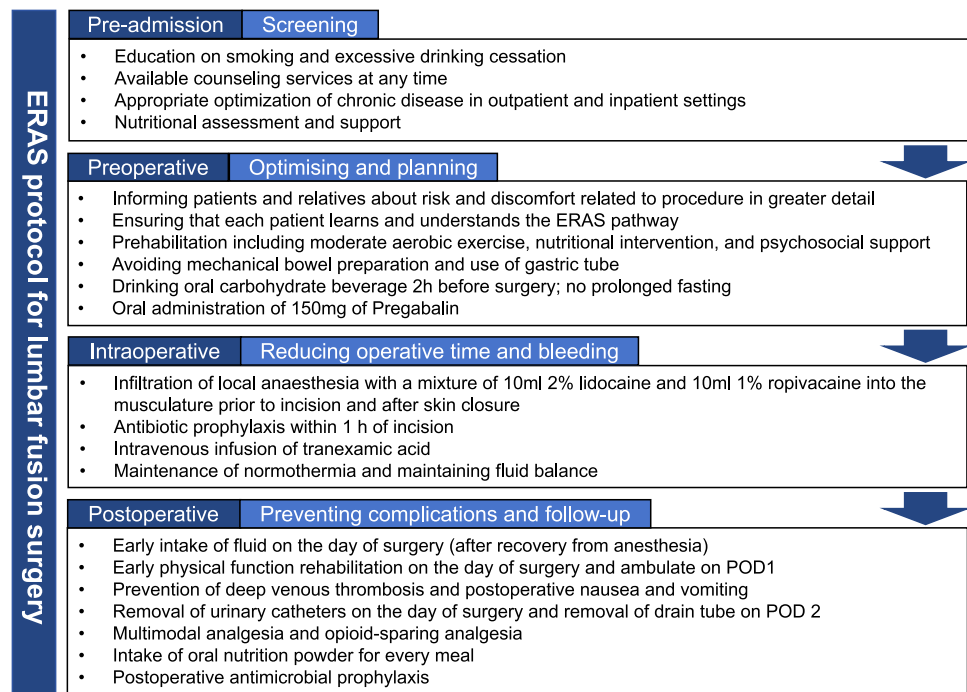 ERAS protocol for lumbar fusion surgery
Pre-admission Screening
• Education on smoking and excessive drinking cessation
• Available counseling services at any time
• Appropriate optimization of chronic disease in outpatient and inpatient settings
• Nutritional assessment and support
Preoperative Optimising and planning
• Informing patients and relatives about risk and discomfort related to procedure in greater detail
• Ensuring that each patient learns and understands the ERAS pathway
• Prehabilitation including moderate aerobic exercise, nutritional intervention, and psychosocial support
• Avoiding mechanical bowel preparation and use of gastric tube
• Drinking oral carbohydrate beverage 2h before surgery; no prolonged fasting
• Oral administration of 150mg of Pregabalin
Intraoperative Reducing operative time and bleeding
• Infiltration of local anaesthesia with a mixture of 10ml 2% lidocaine and 10ml 1% ropivacaine into the
musculature prior to incision and after skin closure
• Antibiotic prophylaxis within 1 h of incision
• Intravenous infusion of tranexamic acid
• Maintenance of normothermia and maintaining fluid balance
Postoperative Preventing complications and follow-up
• Early intake of fluid on the day of surgery (after recovery from anesthesia)
• Early physical function rehabilitation on the day of surgery and ambulate on POD1
• Prevention of deep venous thrombosis and postoperative nausea and vomiting
• Removal of urinary catheters on the day of surgery and removal of drain tube on POD 2
• Multimodal analgesia and opioid-sparing analgesia
• Intake of oral nutrition powder for every meal
• Postoperative antimicrobial prophylaxis